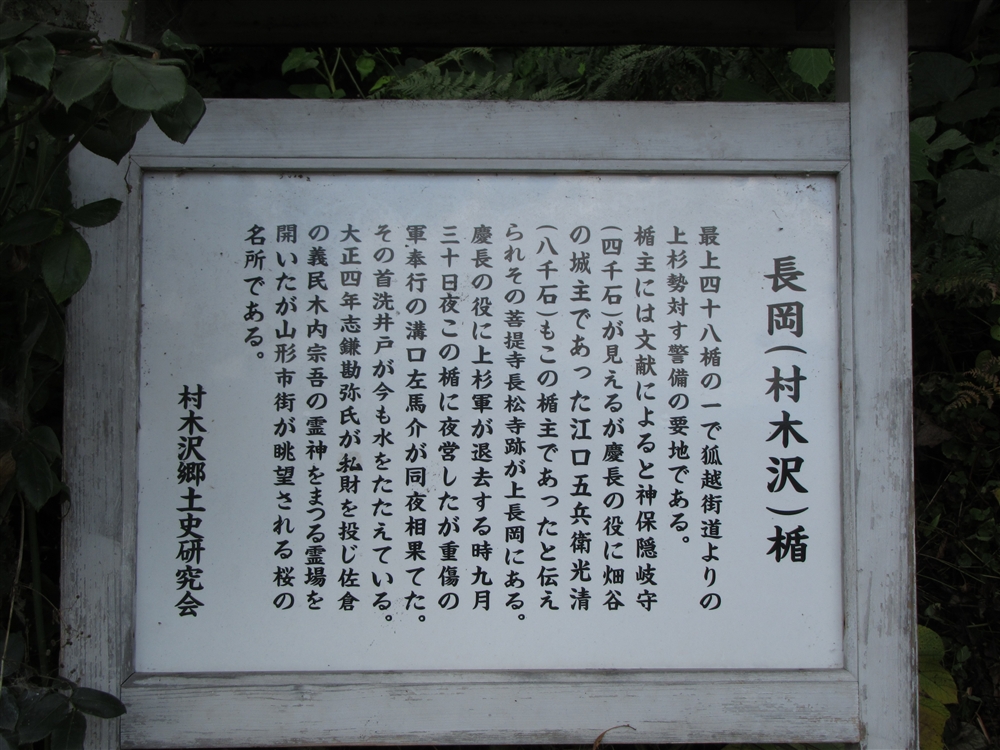 長岡(村木沢)楯
最上四十八楯の一で狐越街道よりの
上杉勢対す警備の要地である。
楯主には文献によると神保隠岐守
(四千石)が見えるが慶長の役に畑谷
の城主であった江口五兵衛光清
(八千石)もこの楯主であったと伝え
られその菩提寺長松寺跡が上長岡にある。
慶長の役に上杉軍が退去する時九月
三十日夜この楯に夜営したが重傷の
軍奉行の溝口左馬介が同夜相果てた。
その首洗井戸が今も水をたたえている。
大正四年志鎌勘弥氏が私財を投じ佐倉
の義民木内宗吾の霊神をまつる霊場を
開いたが山形市街が眺望される桜の
名所である。
村木沢郷土史研究会